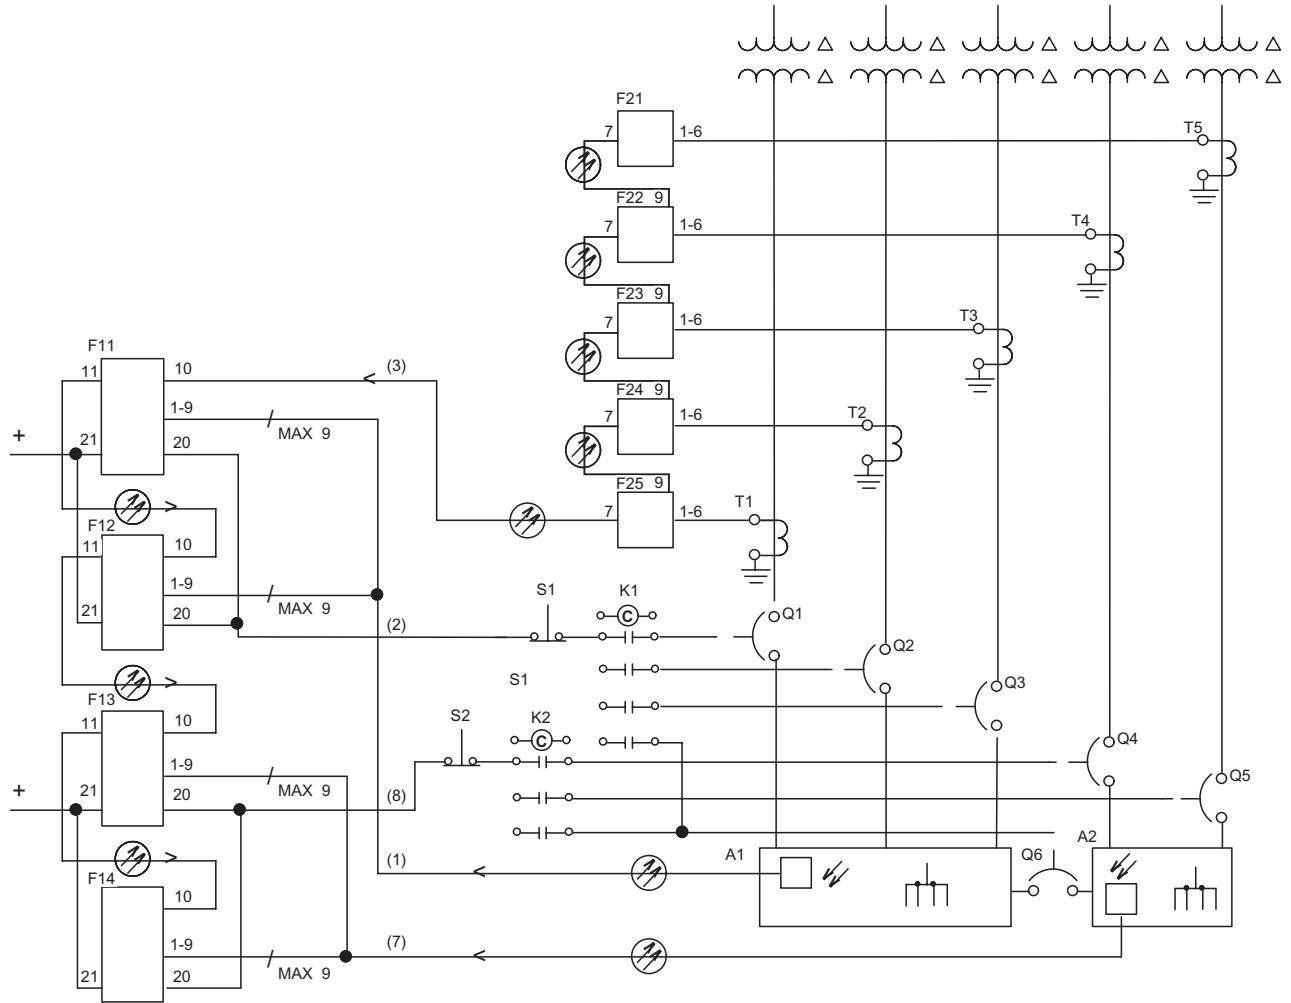 F21
7 1-6
T5
F22 9
7 1-6
T4
F23 9
7 1-6
T3
F24 9
7 1-6
T2
F25 9
7 1-6
T1
F11
11 10 (3)
1-9
MAX 9
+ 21 20
F12
11 10
1-9
MAX 9
21 20 (2)
S1 K1
C
Q1
Q2
S1
Q3
F13
11 10
S2 K2
C
Q4
1-9
MAX 9
+ 21 20 (8)
Q5
F14
10
(1)
A1 Q6 A2
1-9 (7)
MAX 9
21 20